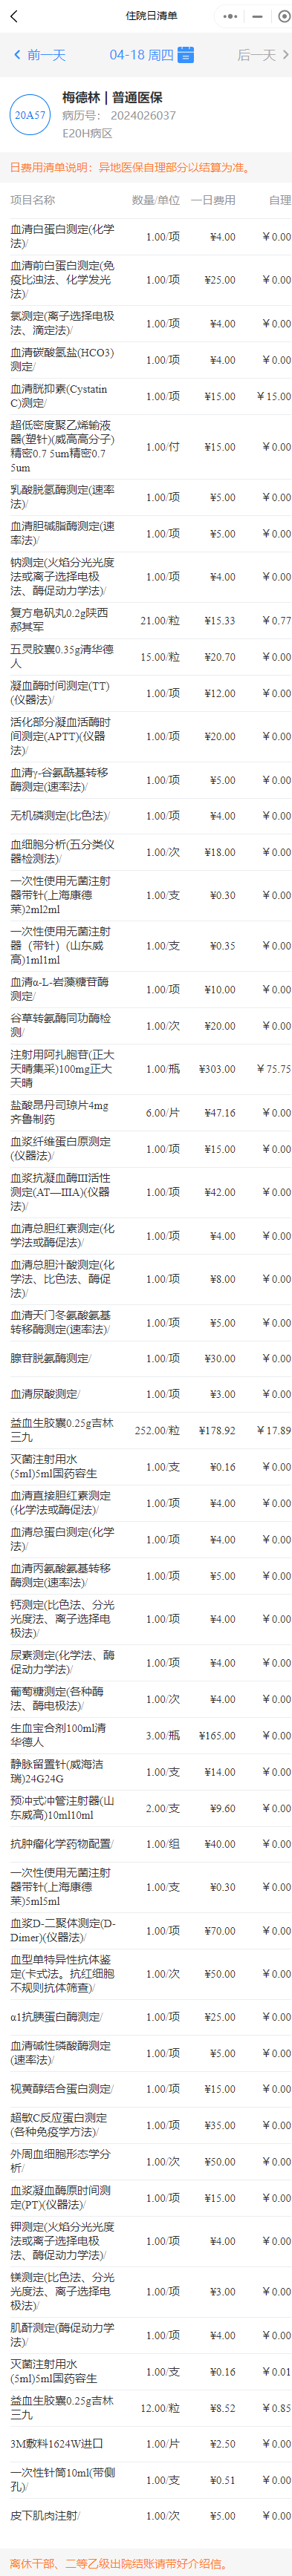 住院日清单
前一天
04-18 周四
后一天
20A57
梅德林 | 普通医保
病历号： 2024026037
E20H病区
日费用清单说明：异地医保自理部分以结算为准。
项目名称 数量/单位 一日费用 自理
血清白蛋白测定(化学
法)/
1.00/项 ¥4.00 ￥0.00
血清前白蛋白测定(免
疫比浊法、化学发光
法)/
1.00/项 ¥25.00 ￥0.00
氯测定(离子选择电极
法、滴定法)/
1.00/项 ¥4.00 ￥0.00
血清碳酸氢盐(HCO3)
测定/
1.00/项 ¥4.00 ￥0.00
血清胱抑素(Cystatin
C)测定/
1.00/项 ¥15.00 ￥15.00
超低密度聚乙烯输液
器(塑针)(威高高分子)
精密0.7 5um精密0.7
5um
1.00/付 ¥15.00 ￥0.00
乳酸脱氢酶测定(速率
法)/
1.00/项 ¥5.00 ￥0.00
血清胆碱脂酶测定(速
率法)/
1.00/项 ¥5.00 ￥0.00
钠测定(火焰分光光度
法或离子选择电极
法、酶促动力学法)/
1.00/项 ¥4.00 ￥0.00
复方皂矾丸0.2g陕西
郝其军
21.00/粒 ¥15.33 ￥0.77
五灵胶囊0.35g清华德
人
15.00/粒 ¥20.70 ￥0.00
凝血酶时间测定(TT)
(仪器法)/
1.00/项 ¥12.00 ￥0.00
活化部分凝血活酶时
间测定(APTT)(仪器
法)/
1.00/项 ¥20.00 ￥0.00
血清γ-谷氨酰基转移
酶测定(速率法)/
1.00/项 ¥5.00 ￥0.00
无机磷测定(比色法)/
1.00/项 ¥4.00 ￥0.00
血细胞分析(五分类仪
器检测法)/
1.00/次 ¥18.00 ￥0.00
一次性使用无菌注射
器带针(上海康德
莱)2ml2ml
1.00/支 ¥0.30 ￥0.00
一次性使用无菌注射
器（带针）(山东威
高)1ml1ml
1.00/支 ¥0.35 ￥0.00
血清α-L-岩藻糖苷酶
测定/
1.00/项 ¥10.00 ￥0.00
谷草转氨酶同功酶检
测/
1.00/次 ¥20.00 ￥0.00
注射用阿扎胞苷(正大
天晴集采)100mg正大
天晴
1.00/瓶 ¥303.00 ￥75.75
盐酸昂丹司琼片4mg
齐鲁制药
6.00/片 ¥47.16 ￥0.00
血浆纤维蛋白原测定
(仪器法)/
1.00/项 ¥15.00 ￥0.00
血浆抗凝血酶III活性
测定(AT—IIIA)(仪器
法)/
1.00/项 ¥42.00 ￥0.00
血清总胆红素测定(化
学法或酶促法)/
1.00/项 ¥4.00 ￥0.00
血清总胆汁酸测定(化
学法、比色法、酶促
法)/
1.00/项 ¥8.00 ￥0.00
血清天门冬氨酸氨基
转移酶测定(速率法)/
1.00/项 ¥5.00 ￥0.00
腺苷脱氨酶测定/
1.00/项 ¥30.00 ￥0.00
血清尿酸测定/
1.00/项 ¥3.00 ￥0.00
益血生胶囊0.25g吉林
三九
252.00/粒 ¥178.92 ￥17.89
灭菌注射用水
(5ml)5ml国药容生
1.00/支 ¥0.16 ￥0.00
血清直接胆红素测定
(化学法或酶促法)/
1.00/项 ¥4.00 ￥0.00
血清总蛋白测定(化学
法)/
1.00/项 ¥4.00 ￥0.00
血清丙氨酸氨基转移
酶测定(速率法)/
1.00/项 ¥5.00 ￥0.00
钙测定(比色法、分光
光度法、离子选择电
极法)/
1.00/项 ¥4.00 ￥0.00
尿素测定(化学法、酶
促动力学法)/
1.00/项 ¥4.00 ￥0.00
葡萄糖测定(各种酶
法、酶电极法)/
1.00/次 ¥4.00 ￥0.00
生血宝合剂100ml清
华德人
3.00/瓶 ¥165.00 ￥0.00
静脉留置针(威海洁
瑞)24G24G
1.00/支 ¥14.00 ￥0.00
预冲式冲管注射器(山
东威高)10ml10ml
2.00/支 ¥9.60 ￥0.00
抗肿瘤化学药物配置/
1.00/组 ¥40.00 ￥0.00
一次性使用无菌注射
器带针(上海康德
莱)5ml5ml
1.00/支 ¥0.30 ￥0.00
血浆D-二聚体测定(D-
Dimer)(仪器法)/
1.00/项 ¥70.00 ￥0.00
血型单特异性抗体鉴
定(卡式法。抗红细胞
不规则抗体筛查)/
1.00/次 ¥50.00 ￥0.00
α1抗胰蛋白酶测定/
1.00/项 ¥25.00 ￥0.00
血清碱性磷酸酶测定
(速率法)/
1.00/项 ¥5.00 ￥0.00
视黄醇结合蛋白测定/
1.00/项 ¥15.00 ￥0.00
超敏C反应蛋白测定
(各种免疫学方法)/
1.00/项 ¥35.00 ￥0.00
外周血细胞形态学分
析/
1.00/次 ¥50.00 ￥0.00
血浆凝血酶原时间测
定(PT)(仪器法)/
1.00/项 ¥15.00 ￥0.00
钾测定(火焰分光光度
法或离子选择电极
法、酶促动力学法)/
1.00/项 ¥4.00 ￥0.00
镁测定(比色法、分光
光度法、离子选择电
极法)/
1.00/项 ¥3.00 ￥0.00
肌酐测定(酶促动力学
法)/
1.00/项 ¥4.00 ￥0.00
灭菌注射用水
(5ml)5ml国药容生
1.00/支 ¥0.16 ￥0.01
益血生胶囊0.25g吉林
三九
12.00/粒 ¥8.52 ￥0.85
3M敷料1624W进口
1.00/片 ¥2.50 ￥0.00
一次性针筒10ml(带侧
孔)/
1.00/支 ¥0.51 ￥0.00
皮下肌肉注射/
1.00/次 ¥5.00 ￥0.00
离休干部、二等乙级出院结账请带好介绍信。